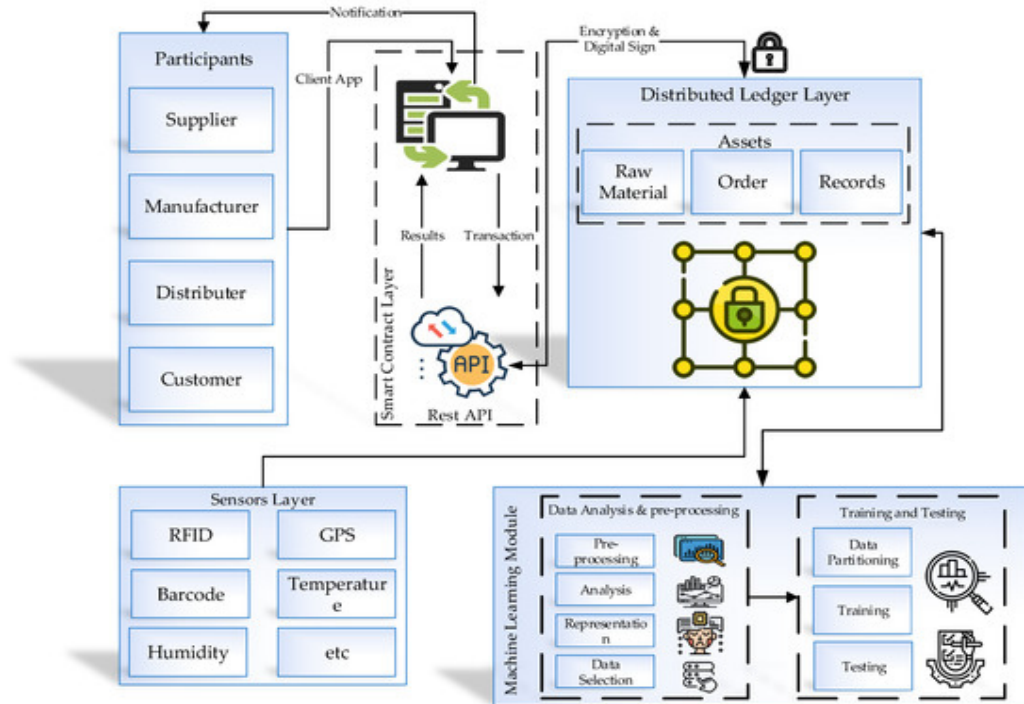 Notification
Participants
Supplier
Manufacturer
Distributer
Customer
Client App
Results
Transaction
Smart Contract Layer
API
Rest API
Encryption &
Digital Sign
Distributed Ledger Layer
Assets
Raw
Material
Order
Records
Sensors Layer
RFID
GPS
Barcode
Temperatur
e
Humidity
etc
Machine Learning Module
Data Analysis & pre-processing
Pre-
processing
Analysis
Representatio
n
Data
Selection
Training and Testing
Data
Partitioning
Training
Testing